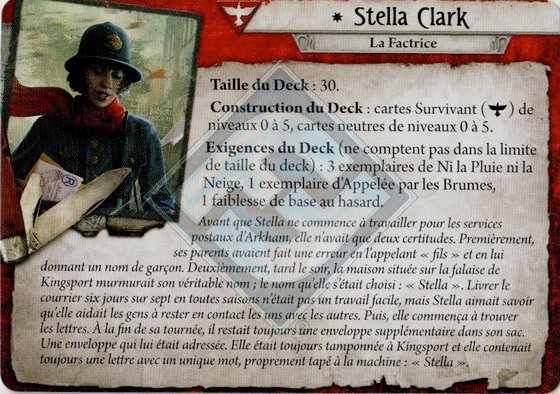 * Stella Clark
La Factrice
Taille du Deck : 30.
Construction du Deck : cartes Survivant ( ) de
niveaux 0 à 5, cartes neutres de niveaux 0 à 5.
Exigences du Deck (ne comptent pas dans la limite
de taille du deck) : 3 exemplaires de Ni la Pluie ni la
Neige, 1 exemplaire d'Appelée par les Brumes,
1 faiblesse de base au hasard.
Avant que Stella ne commence à travailler pour les services
postaux d'Arkham, elle n'avait que deux certitudes. Premièrement,
ses parents avaient fait une erreur en l'appelant « fils » et en lui
donnant un nom de garçon. Deuxièmement, tard le soir, la maison située sur la falaise de
Kingsport murmurait son véritable nom ; le nom qu'elle s'était choisi : « Stella ». Livrer le
courrier six jours sur sept en toutes saisons n'était pas un travail facile, mais Stella aimait savoir
qu'elle aidait les gens à rester en contact les uns avec les autres. Puis, elle commença à trouver
les lettres. À la fin de sa tournée, il restait toujours une enveloppe supplémentaire dans son sac.
Une enveloppe qui lui était adressée. Elle était toujours tamponnée à Kingsport et elle contenait
toujours une lettre avec un unique mot, proprement tapé à la machine : « Stella ».